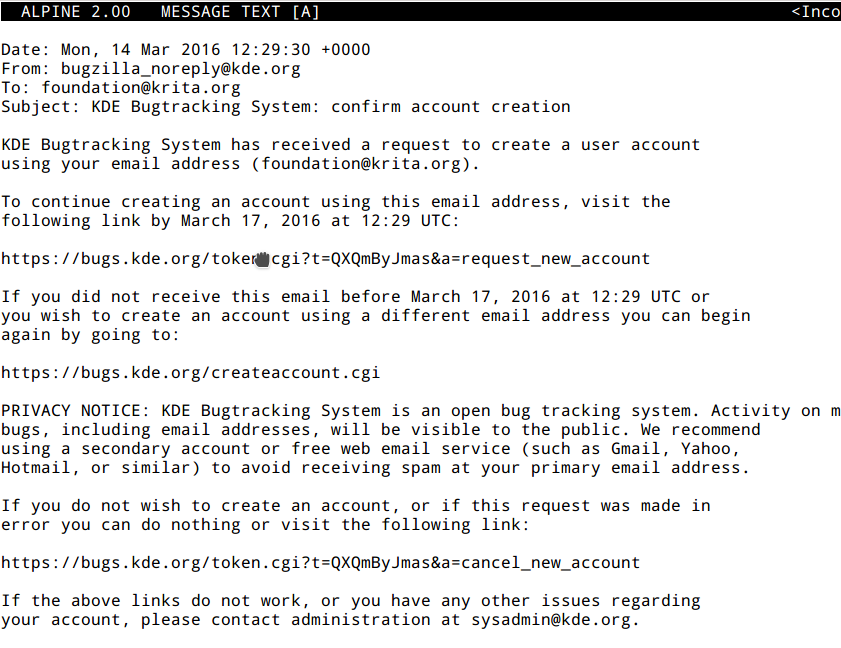 ALPINE 2.00 MESSAGE TEXT [A] <Inco
Date: Mon, 14 Mar 2016 12:29:30 +0000
From: bugzilla_noreply@kde.org
To: foundation@krita.org
Subject: KDE Bugtracking System: confirm account creation
KDE Bugtracking System has received a request to create a user account
using your email address (foundation@krita.org).
To continue creating an account using this email address, visit the
following link by March 17, 2016 at 12:29 UTC:
https://bugs.kde.org/token.cgi?t=QXQmByJmas&a=request_new_account
If you did not receive this email before March 17, 2016 at 12:29 UTC or
you wish to create an account using a different email address you can begin
again by going to:
https://bugs.kde.org/createaccount.cgi
PRIVACY NOTICE: KDE Bugtracking System is an open bug tracking system. Activity on m
bugs, including email addresses, will be visible to the public. We recommend
using a secondary account or free web email service (such as Gmail, Yahoo,
Hotmail, or similar) to avoid receiving spam at your primary email address.
If you do not wish to create an account, or if this request was made in
error you can do nothing or visit the following link:
https://bugs.kde.org/token.cgi?t=QXQmByJmas&a=cancel_new_account
If the above links do not work, or you have any other issues regarding
your account, please contact administration at sysadmin@kde.org.